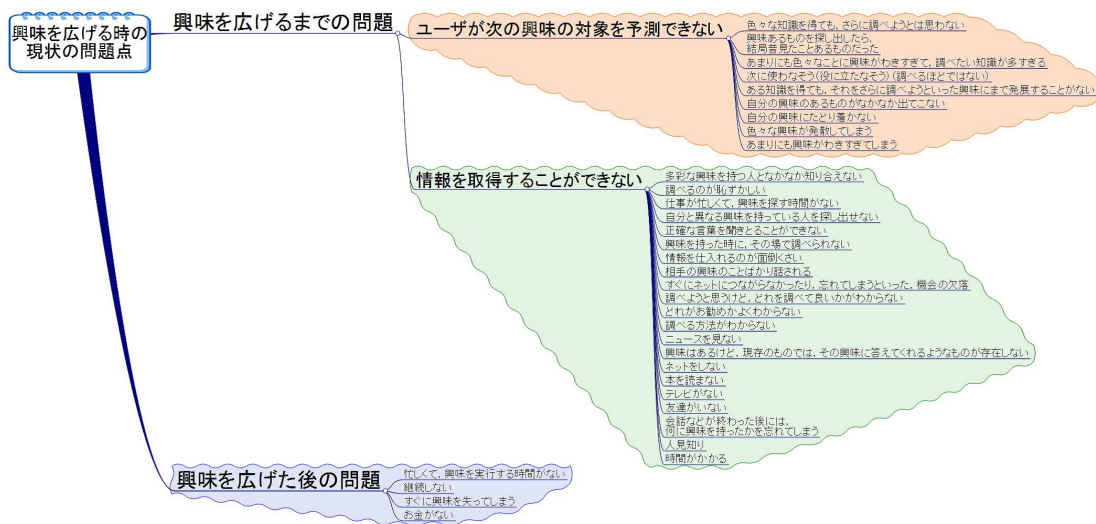 興味を広げる時の
現状の問題点
興味を広げるまでの問題
ユーザが次の興味の対象を予測できない
色々な知識を得ても，さらに調べようとは思わない
興味あるものを探し出したら，
結局昔見たことあるものだった
あまりにも色々なことに興味がわきすぎて，調べたい知識が多すぎる
次に使わなそう（役に立たなそう）（調べるほどではない）
ある知識を得ても，それをさらに調べようといった興味にまで発展することがない
自分の興味のあるものがなかなか出てこない
自分の興味にたどり着かない
色々な興味が発散してしまう
あまりにも興味がわきすぎてしまう
情報を取得することができない
多彩な興味を持つ人となかなか知り合えない
調べるのが恥ずかしい
仕事が忙しくて，興味を探す時間がない
自分と異なる興味を持っている人を探し出せない
正確な言葉を聞きとることができない
興味を持った時に，その場で調べられない
情報を仕入れるのが面倒くさい
相手の興味のことばかり話される
すぐにネットにつながらなかったり，忘れてしまうといった，機会の欠落
調べようと思うけど，どれを調べて良いかがわからない
どれがお勧めかよくわからない
調べる方法がわからない
ニュースを見ない
興味はあるけど，現存のものでは，その興味に答えてくれるようなものが存在しない
ネットをしない
本を読まない
テレビがない
友達がいない
会話などが終わった後には，
何に興味を持ったかを忘れてしまう
人見知り
時間がかかる
興味を広げた後の問題
忙しくて，興味を実行する時間がない
継続しない
すぐに興味を失ってしまう
お金がない